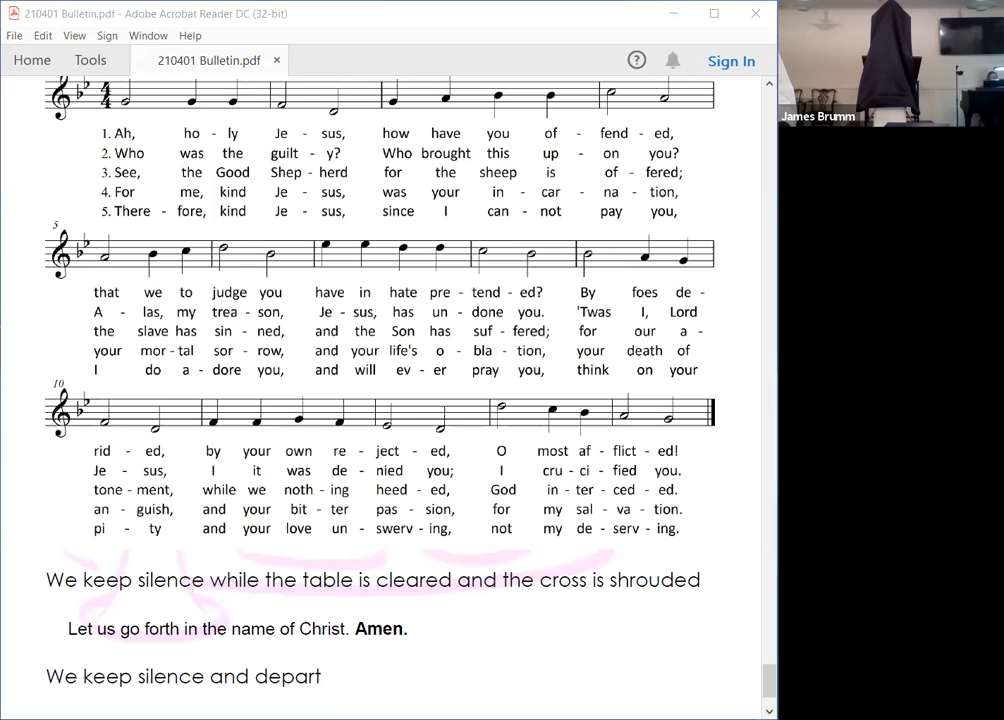 210401 Bulletin.pdf - Adobe Acrobat Reader DC (32-bit)
File Edit View Sign Window Help
Home Tools 210401 Bulletin.pdf × ? Sign In
James Brumm
4
4
1. Ah, ho - ly Je - sus, how have you of - fend - ed,
2. Who was the guilt - y? Who brought this up - on you?
3. See, the Good Shep - herd for the sheep is of - fered;
4. For me, kind Je - sus, was your in - car - na - tion,
5. There - fore, kind Je - sus, since I can - not pay you,
5
that we to judge you have in hate pre - tend - ed? By foes de -
A - las, my trea - son, Je - sus, has un - done you. 'Twas I, Lord
the slave has sin - ned, and the Son has suf - fered; for our a -
your mor - tal sor - row, and your life's o - bla - tion, your death of
I do a - dore you, and will ev - er pray you, think on your
10
rid - ed, by your own re - ject - ed, O most af - flict - ed!
Je - sus, I it was de - nied you; I cru - ci - fied you.
tone - ment, while we noth - ing heed - ed, God in - ter - ced - ed.
an - guish, and your bit - ter pas - sion, for my sal - va - tion.
pi - ty and your love un - swerv - ing, not my de - serv - ing.
We keep silence while the table is cleared and the cross is shrouded
Let us go forth in the name of Christ. Amen.
We keep silence and depart